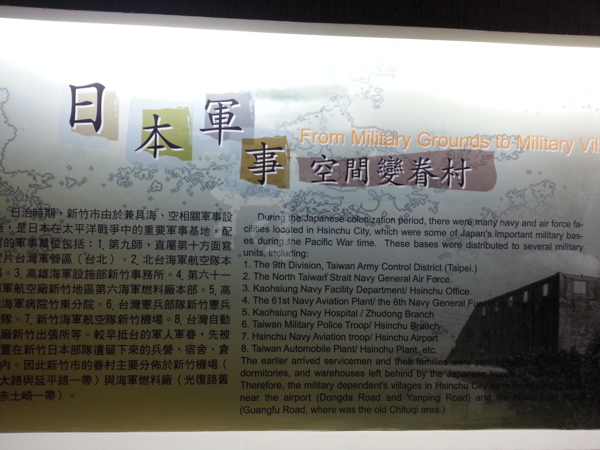 日本軍事
From Military Grounds to Military Vil
空間變眷村
日治時期,新竹市由於兼具海、空相關軍事設
,是日本在太平洋戰爭中的重要軍事基地,配
的軍事單位包括:1.第九師,直屬第十方面寫
片台灣軍管區(台北)。2.北台海軍航空隊本
。3.高雄海軍設施部新竹事務所。4.第六十一
航空廠新竹地區第六海軍燃料廠本部。5.高
海軍病院竹東分院。6.台灣憲兵部隊新竹憲兵
隊。7.新竹海軍航空隊新竹機場。8.台灣自動
廠新竹出張所等。較早抵台的軍人軍眷,先被
置在新竹日本部隊遺留下來的兵營、宿舍、倉
內。因此新竹市的眷村主要分佈於新竹機場(
大路與延平路一帶)與海軍燃料廠(光復路舊
赤土崎一帶)。
During the Japanese colonization period, there were many navy and air force fa-
cilities located in Hsinchu City, which were some of Japan's important military bas-
es during the Pacific War time. These bases were distributed to several military
units, including:
1. The 9th Division, Taiwan Army Control District (Taipei.)
2. The North Taiwan Strait Navy General Air Force.
3. Kaohsiung Navy Facility Department/ Hsinchu Office.
4. The 61st Navy Aviation Plant/ the 6th Navy General Fuel
5. Kaohsiung Navy Hospital / Zhudong Branch
6. Taiwan Military Police Troop/ Hsinchu Branch
7. Hsinchu Navy Aviation troop/ Hsinchu Airport
8. Taiwan Automobile Plant/ Hsinchu Plant, etc.
The earlier arrived servicemen and their families were
dormitories, and warehouses left behind by the Japanese
Therefore, the military dependent's villages in Hsinchu City were
near the airport (Dongda Road and Yanping Road) and the
(Guangfu Road, where was the old Chituqi area.)